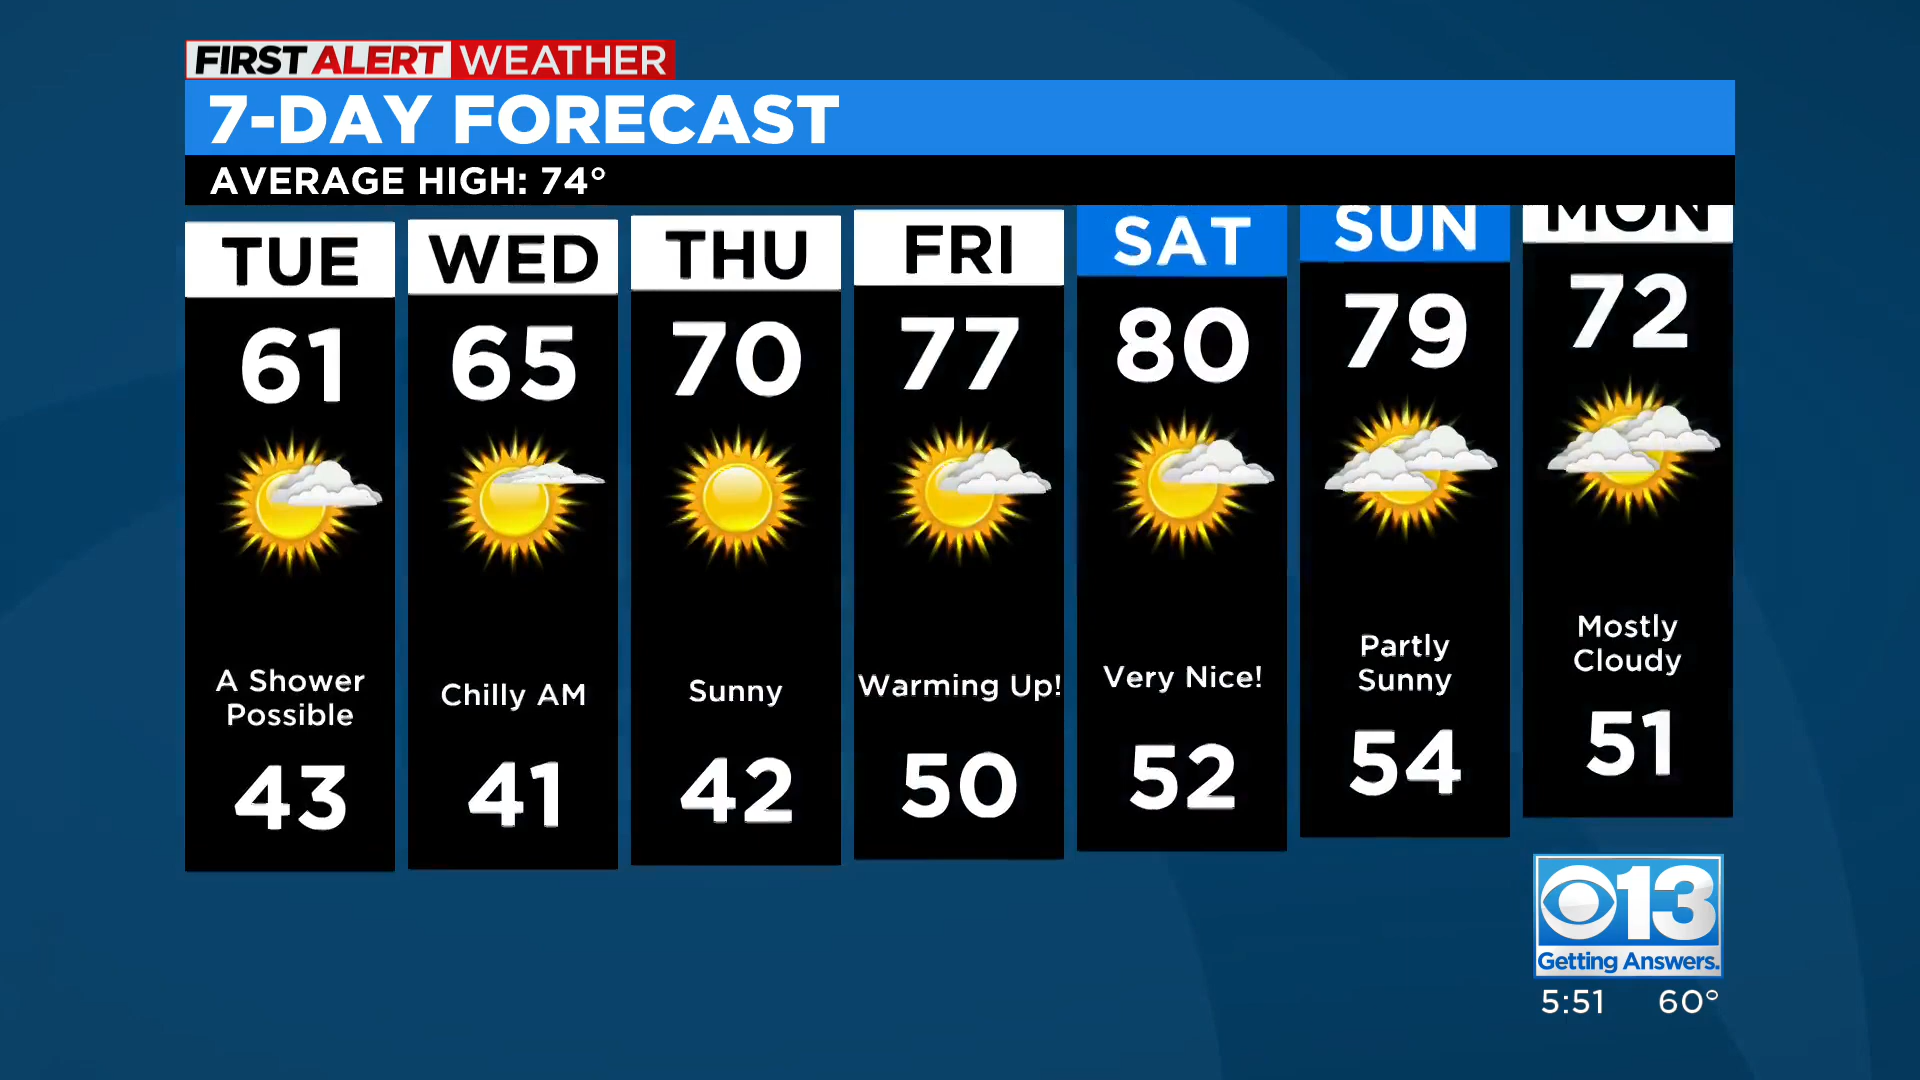 FIRST ALERT WEATHER
7-DAY FORECAST
AVERAGE HIGH: 74°
TUE
61
A Shower
Possible
43
WED
65
Chilly AM
41
THU
70
Sunny
42
FRI
77
Warming Up!
50
SAT
80
Very Nice!
52
SUN
79
Partly
Sunny
54
MON
72
Mostly
Cloudy
51
13
Getting Answers.
5:51 60°